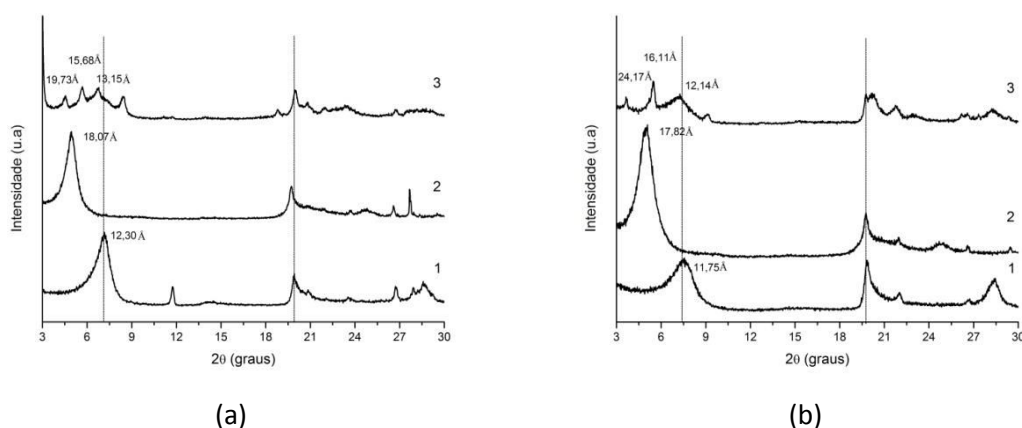 15,68Å
19,73Å
13,15Å
3
18,07Å
2
12,30Å
1
Intensidade (u.a)
3 6 9 12 15 18 21 24 27 30
2θ (graus)
(a)
16,11Å
24,17Å
12,14Å
3
17,82Å
2
11,75Å
1
Intensidade (u.a)
3 6 9 12 15 18 21 24 27 30
2θ (graus)
(b)